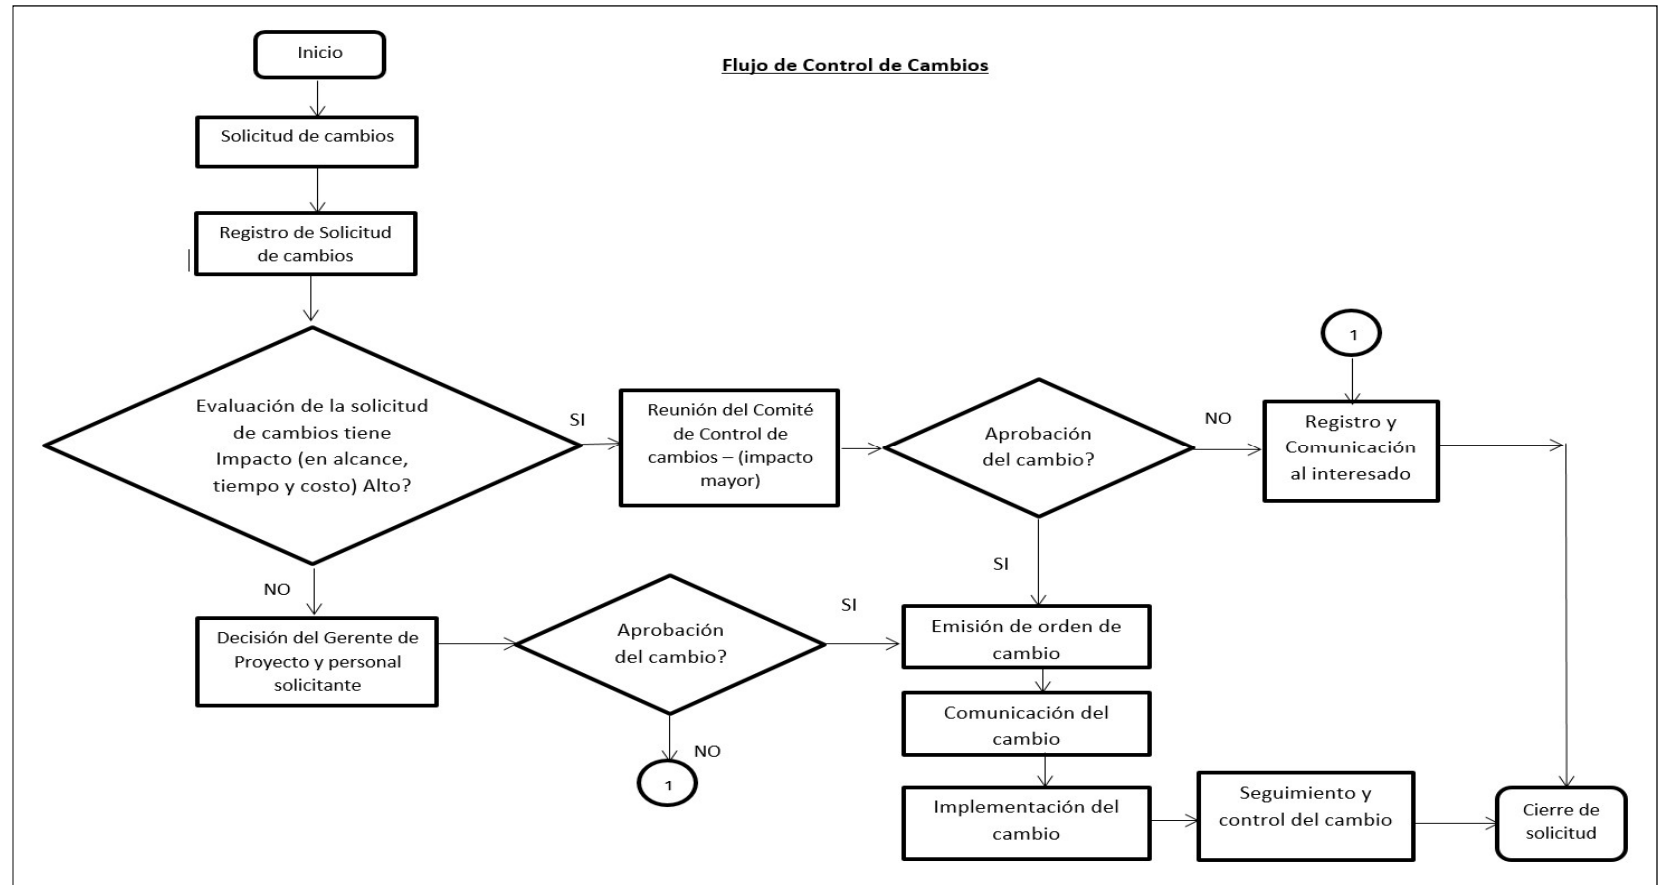 Flujo de Control de Cambios
Inicio
Solicitud de cambios
Registro de Solicitud
de cambios
Evaluación de la solicitud
de cambios tiene
Impacto (en alcance,
tiempo y costo) Alto?
SI
Reunión del Comité
de Control de
cambios – (impacto
mayor)
Aprobación
del cambio?
NO
1
Registro y
Comunicación
al interesado
NO
Decisión del Gerente de
Proyecto y personal
solicitante
Aprobación
del cambio?
SI
SI
Emisión de orden de
cambio
NO
1
Comunicación del
cambio
Implementación del
cambio
Seguimiento y
control del cambio
Cierre de
solicitud